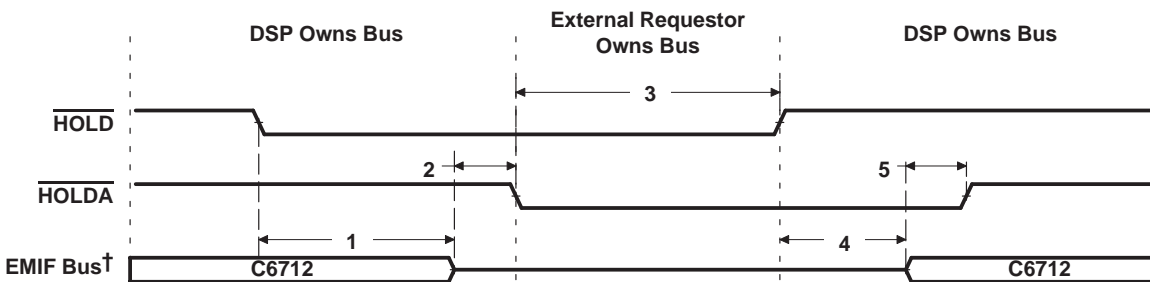 DSP Owns Bus
External Requestor
Owns Bus
DSP Owns Bus
3
HOLD
2
5
HOLDA
1
4
EMIF Bus†
C6712
C6712